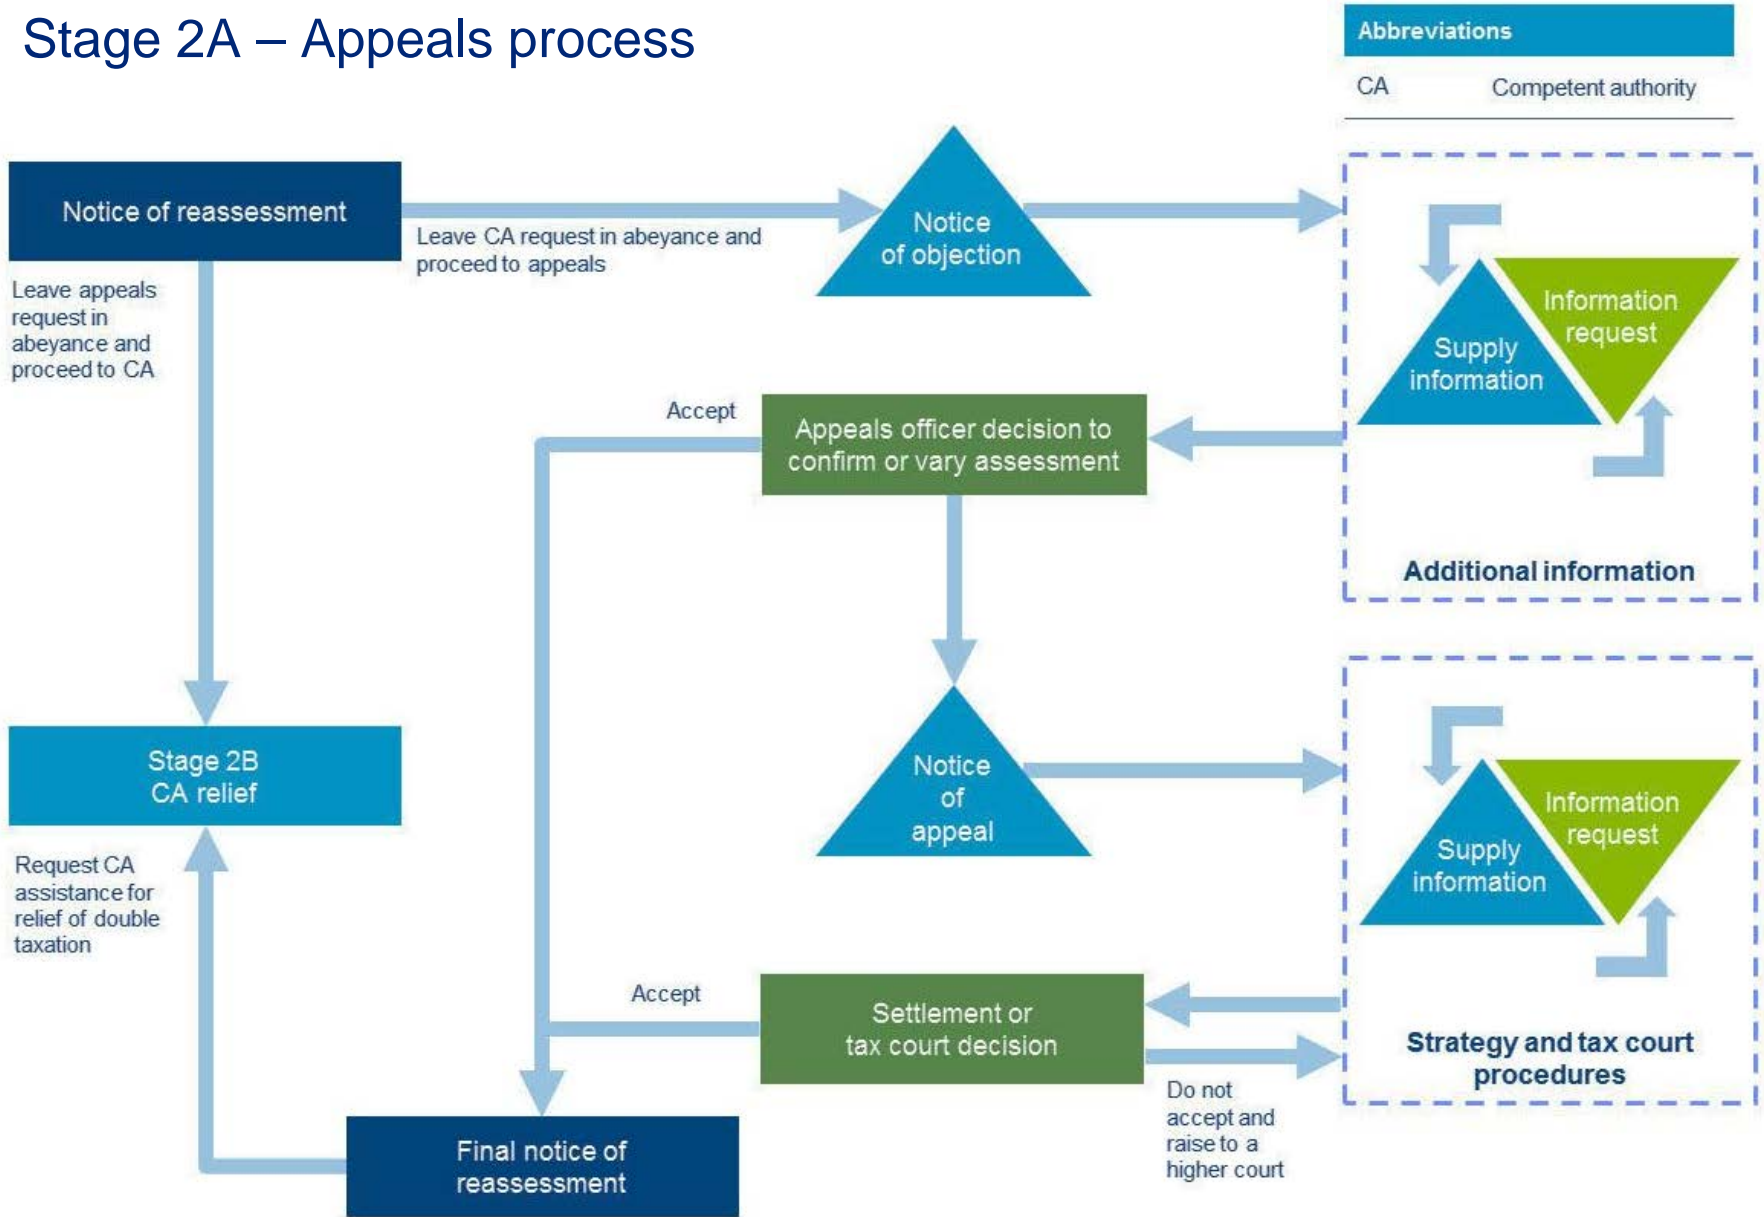 Stage 2A – Appeals process
Abbreviations
CA Competent authority
Notice of reassessment
Leave CA request in abeyance and
proceed to appeals
Notice
of objection
Leave appeals
request in
abeyance and
proceed to CA
Information
request
Supply
information
Additional information
Accept
Appeals officer decision to
confirm or vary assessment
Stage 2B
CA relief
Notice
of
appeal
Information
request
Supply
information
Strategy and tax court
procedures
Request CA
assistance for
relief of double
taxation
Accept
Settlement or
tax court decision
Do not
accept and
raise to a
higher court
Final notice of
reassessment